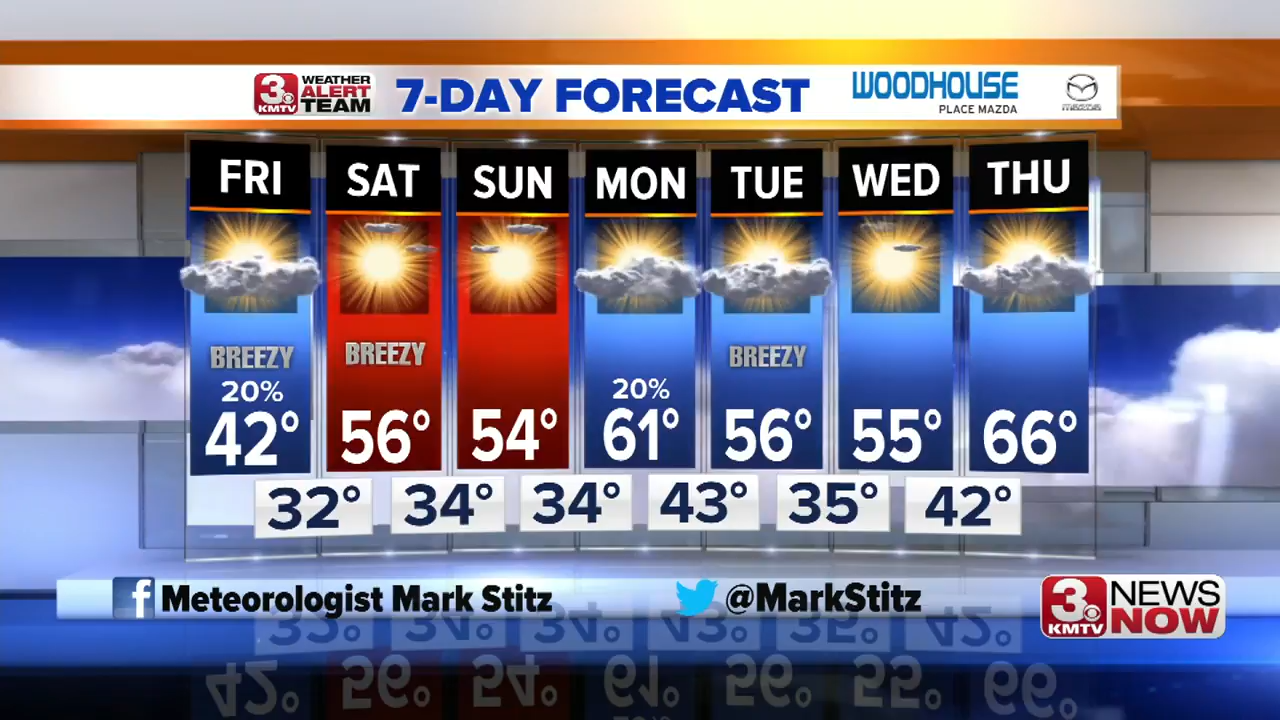 3 KMTV WEATHER ALERT TEAM 7-DAY FORECAST WOODHOUSE PLACE MAZDA
FRI SAT SUN MON TUE WED THU
BREEZY BREEZY BREEZY
20% 20%
42° 56° 54° 61° 56° 55° 66°
32° 34° 34° 43° 35° 42°
f Meteorologist Mark Stitz @MarkStitz 3 KMTV NEWS NOW